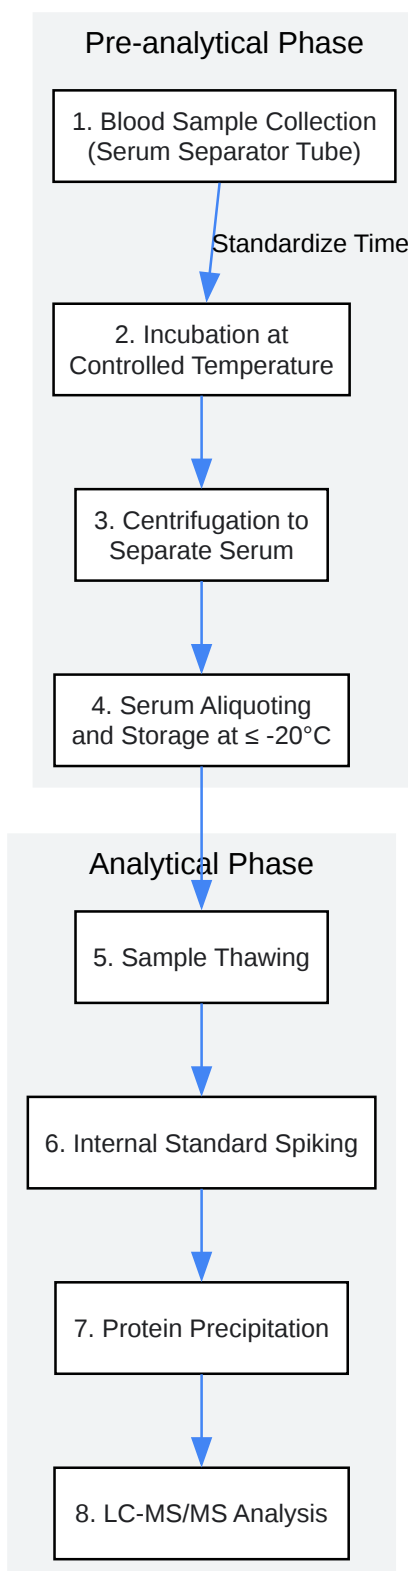 Pre-analytical Phase
1. Blood Sample Collection
(Serum Separator Tube)
Standardize Time
2. Incubation at
Controlled Temperature
3. Centrifugation to
Separate Serum
4. Serum Aliquoting
and Storage at ≤ -20°C
Analytical Phase
5. Sample Thawing
6. Internal Standard Spiking
7. Protein Precipitation
8. LC-MS/MS Analysis